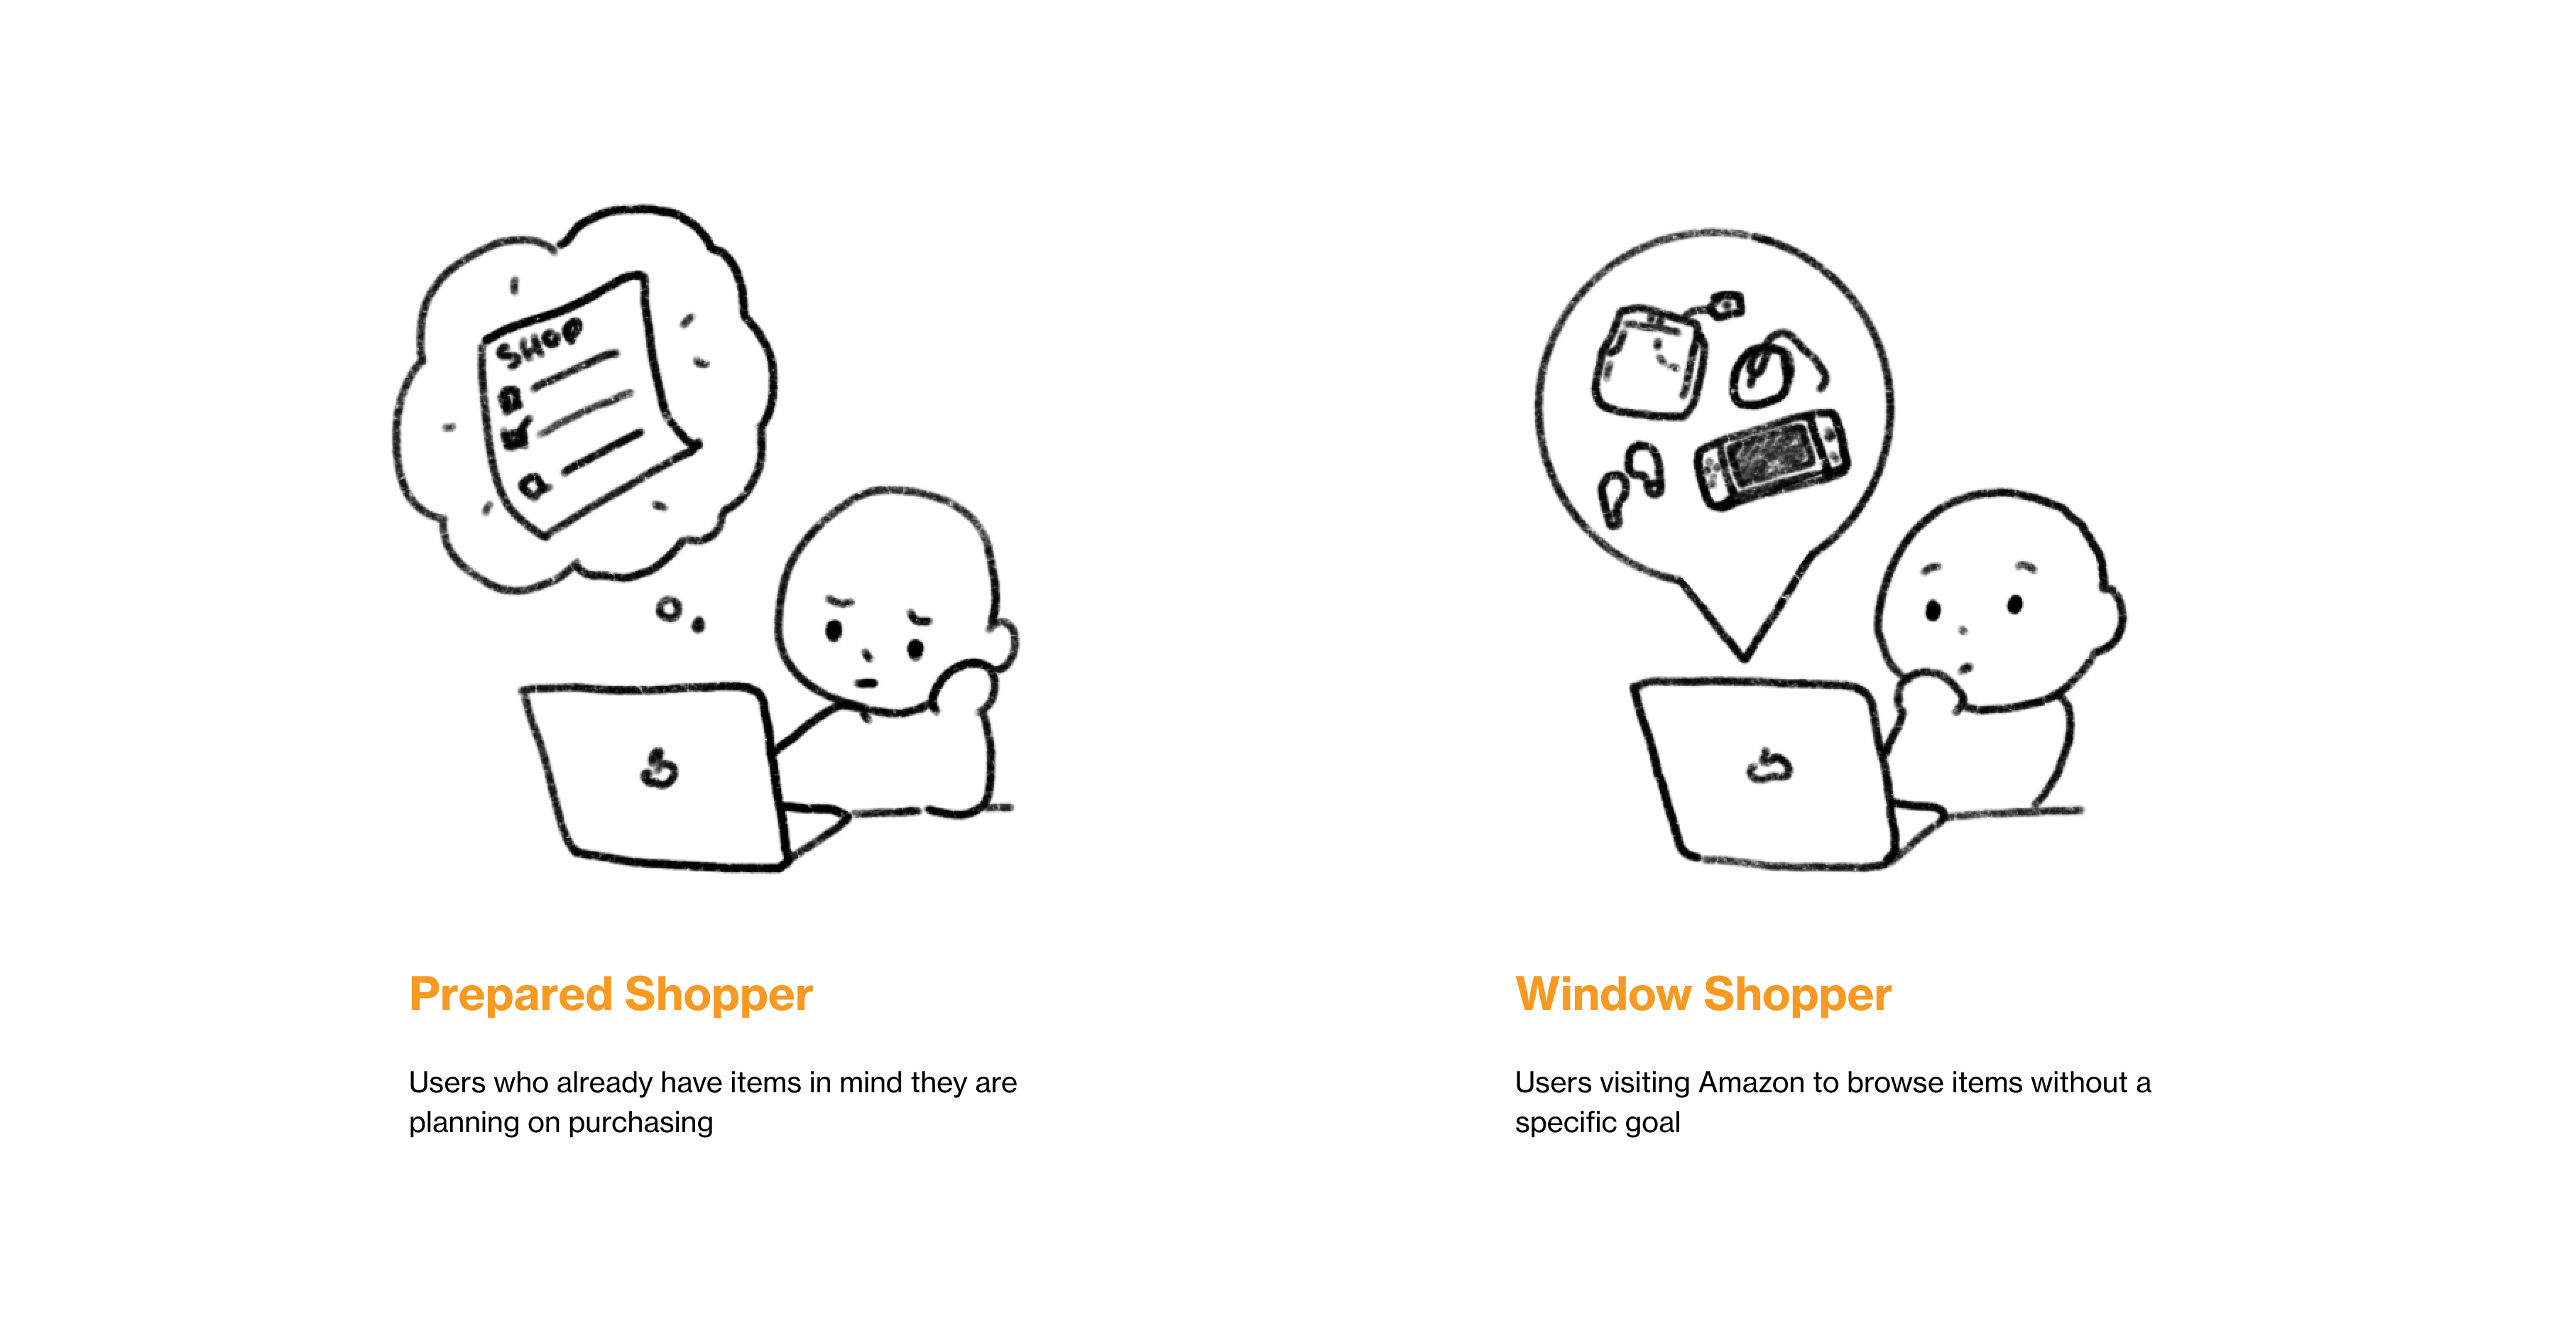 SHOP
Prepared Shopper
Users who already have items in mind they are
planning on purchasing
Window Shopper
Users visiting Amazon to browse items without a
specific goal